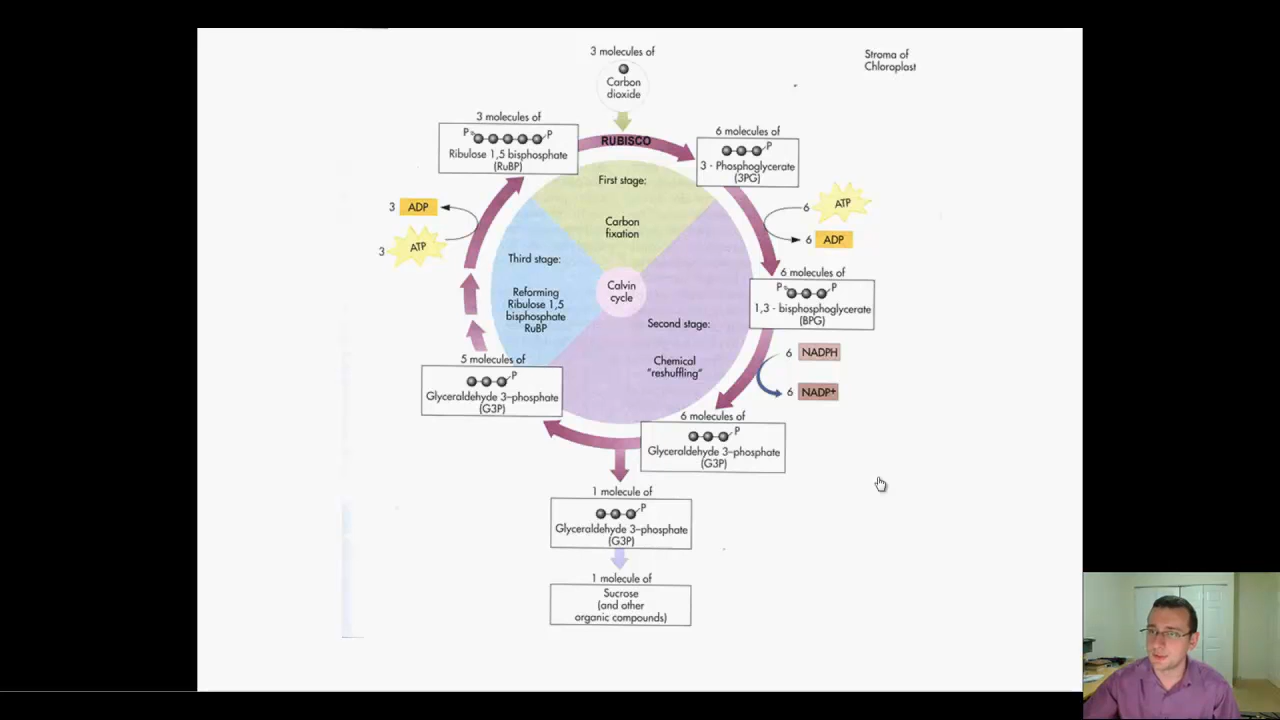 3 molecules of
Carbon
dioxide
Stroma of
Chloroplast
3 molecules of
P
P
Ribulose 1,5 bisphosphate
(RuBP)
RUBISCO
6 molecules of
P
3 - Phosphoglycerate
(3PG)
First stage:
Carbon
fixation
3 ADP
3 ATP
6 ATP
6 ADP
Third stage:
Reforming
Ribulose 1,5
bisphosphate
RuBP
Calvin
cycle
Second stage:
Chemical
"reshuffling"
6 molecules of
P
P
1,3 - bisphosphoglycerate
(BPG)
6 NADPH
6 NADP+
5 molecules of
P
Glyceraldehyde 3-phosphate
(G3P)
6 molecules of
P
Glyceraldehyde 3-phosphate
(G3P)
1 molecule of
P
Glyceraldehyde 3-phosphate
(G3P)
1 molecule of
Sucrose
(and other
organic compounds)